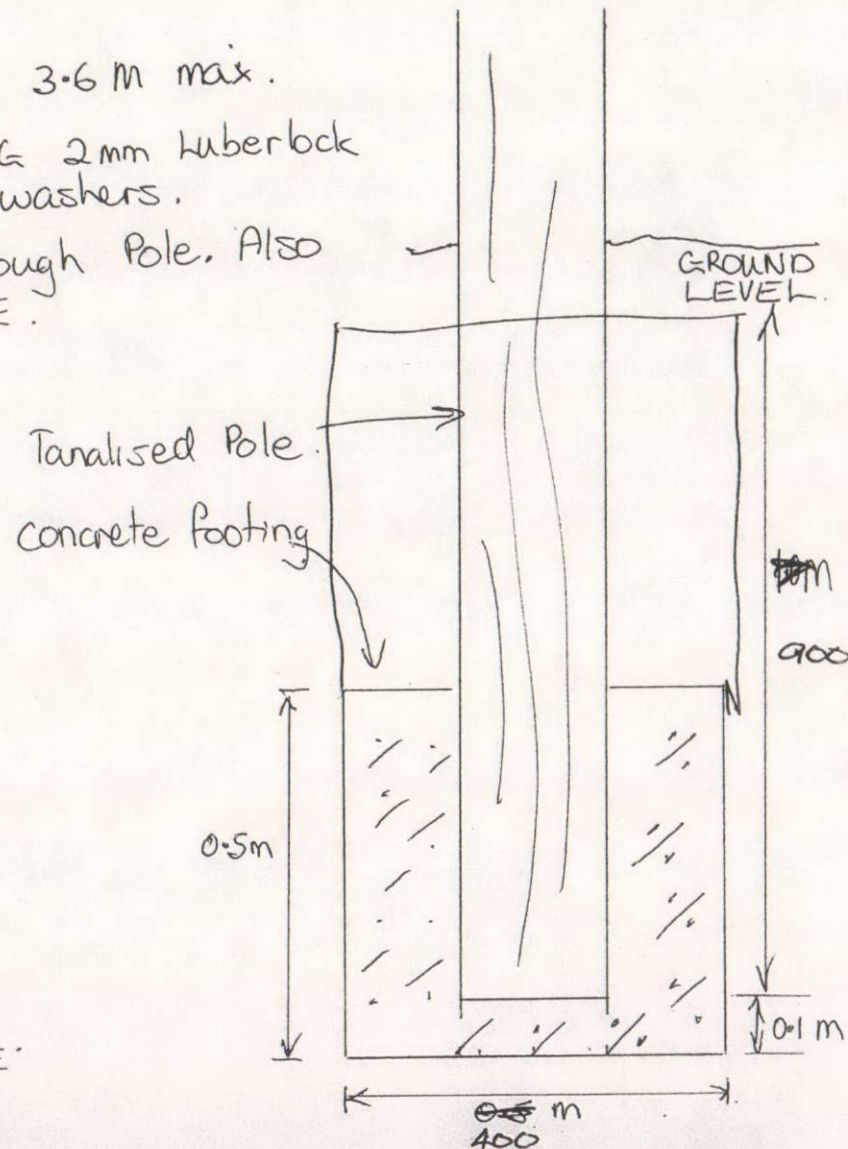 3.6 m max.
2mm Luberlock
washers.
ough Pole. Also
E.
GROUND
LEVEL.
Tanalised Pole.
Concrete footing
m
900
0.5m
0.1 m
E.
m
400